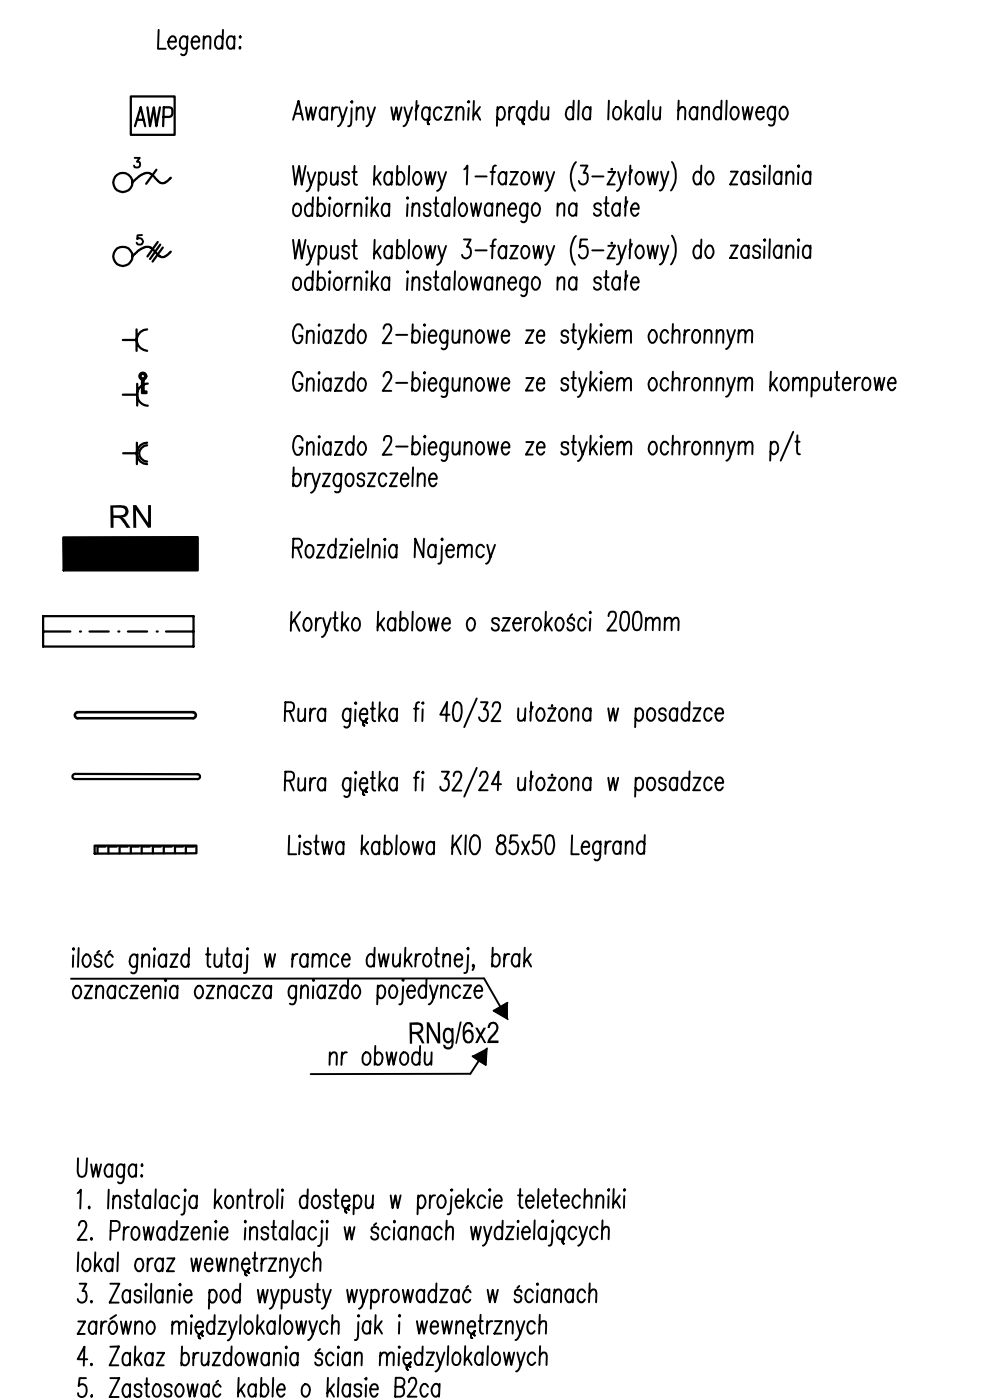 Legenda:
AWP Awaryjny wyłącznik prądu dla lokalu handlowego
3 Wypust kablowy 1-fazowy (3-żyłowy) do zasilania
odbiornika instalowanego na stałe
5 Wypust kablowy 3-fazowy (5-żyłowy) do zasilania
odbiornika instalowanego na stałe
Gniazdo 2-biegunowe ze stykiem ochronnym
Gniazdo 2-biegunowe ze stykiem ochronnym komputerowe
Gniazdo 2-biegunowe ze stykiem ochronnym p/t
bryzgoszczelne
RN
Rozdzielnia Najemcy
Korytko kablowe o szerokości 200mm
Rura giętka fi 40/32 ułożona w posadzce
Rura giętka fi 32/24 ułożona w posadzce
Listwa kablowa KIO 85x50 Legrand
ilość gniazd tutaj w ramce dwukrotnej, brak
oznaczenia oznacza gniazdo pojedyncze
RNg/6x2
nr obwodu
Uwaga:
1. Instalacja kontroli dostępu w projekcie teletechniki
2. Prowadzenie instalacji w ścianach wydzielających
lokal oraz wewnętrznych
3. Zasilanie pod wypusty wyprowadzać w ścianach
zarówno międzylokalowych jak i wewnętrznych
4. Zakaz bruzdowania ścian międzylokalowych
5. Zastosować kable o klasie B2ca